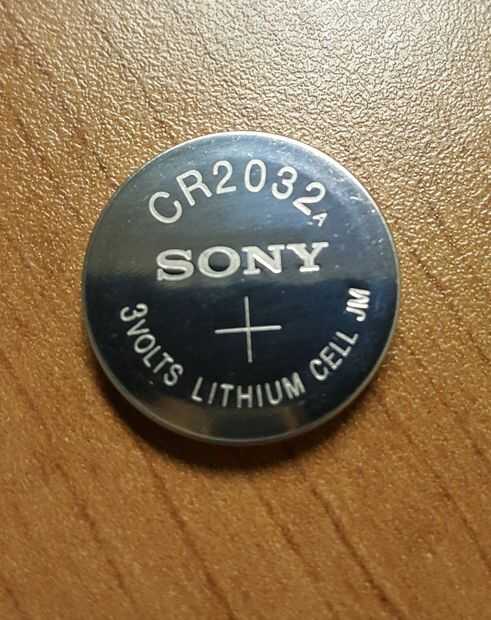 CR2032A
SONY
+
3VOLTS LITHIUM CELL JM